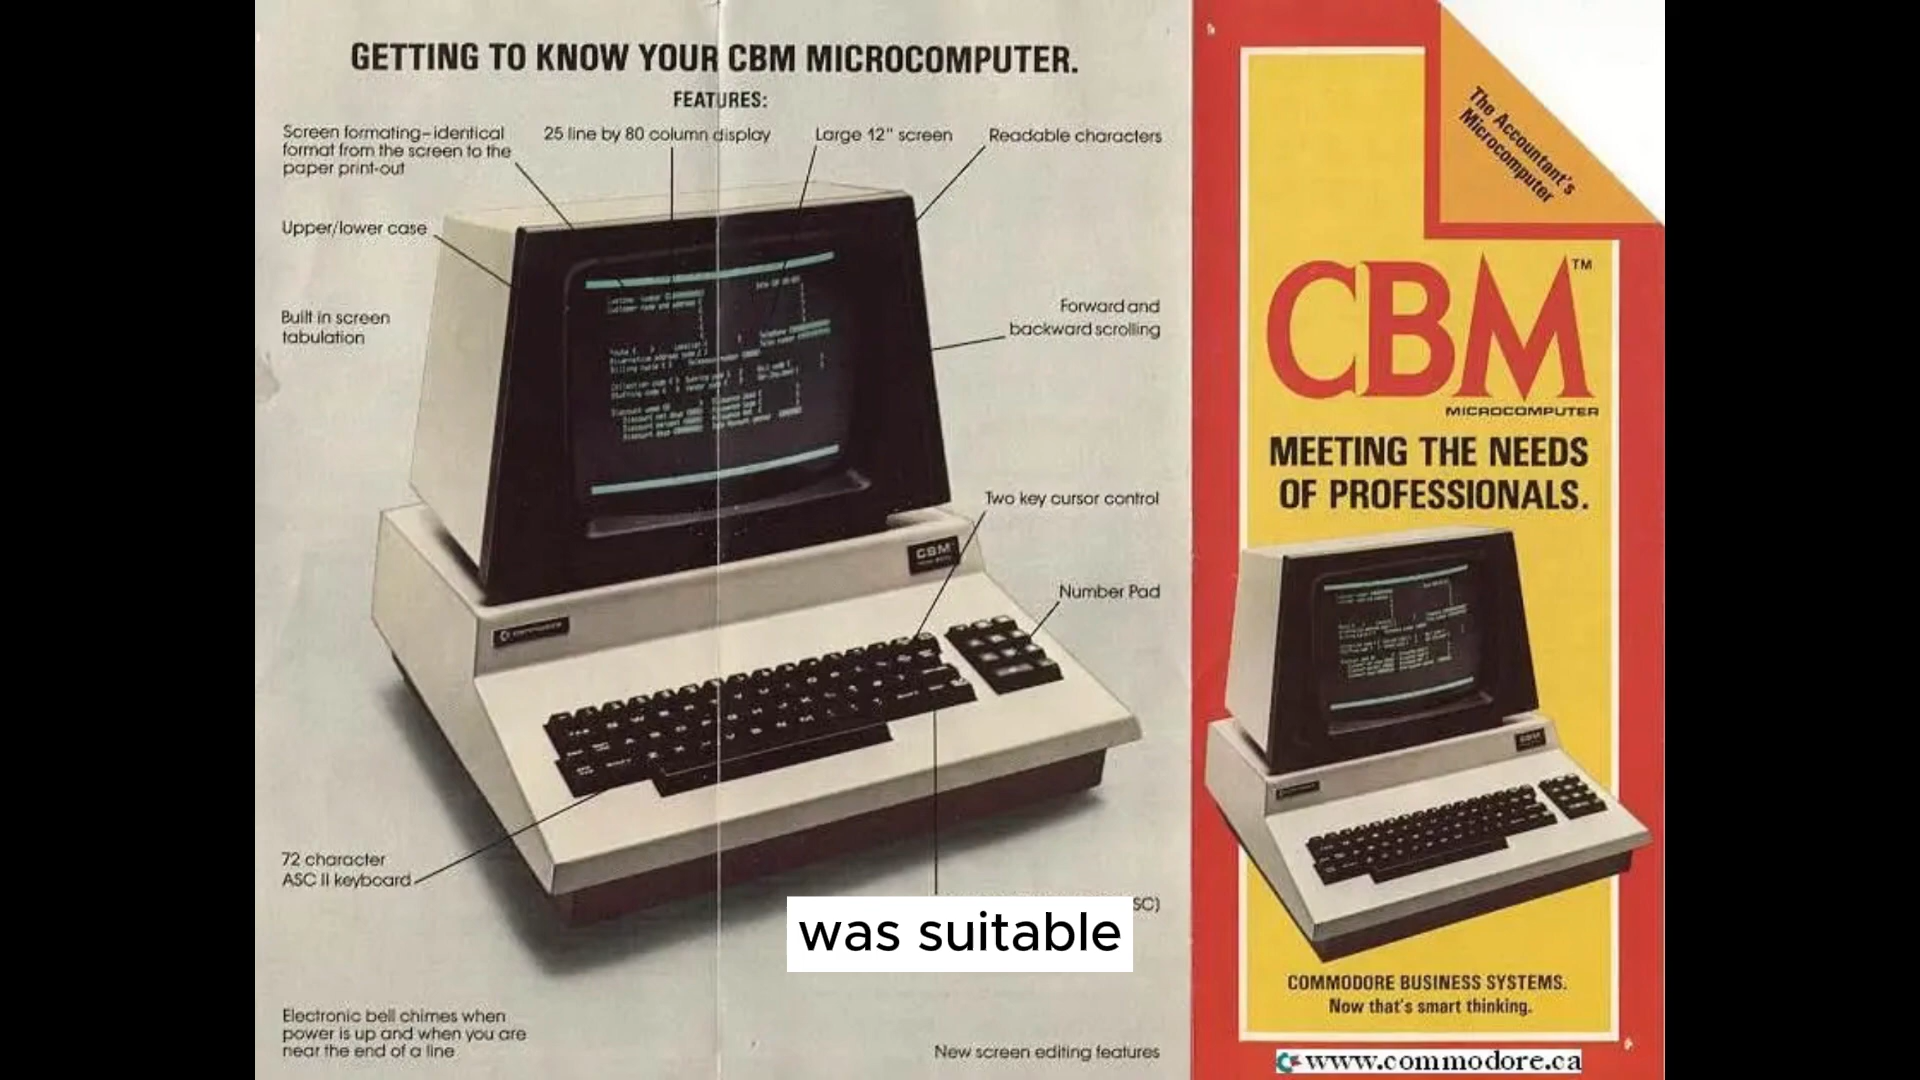 GETTING TO KNOW YOUR CBM MICROCOMPUTER.
FEATURES:
Screen formating–identical
format from the screen to the
paper print-out
25 line by 80 column display
Large 12" screen
Readable characters
Upper/lower case
Built in screen
tabulation
Forward and
backward scrolling
Two key cursor control
CBM
commodore
Number Pad
72 character
ASC II keyboard
SC)
was suitable
Electronic bell chimes when
power is up and when you are
near the end of a line
New screen editing features
The Accountant's
Microcomputer
CBM™
MICROCOMPUTER
MEETING THE NEEDS
OF PROFESSIONALS.
CBM
COMMODORE BUSINESS SYSTEMS.
Now that's smart thinking.
www.commodore.ca